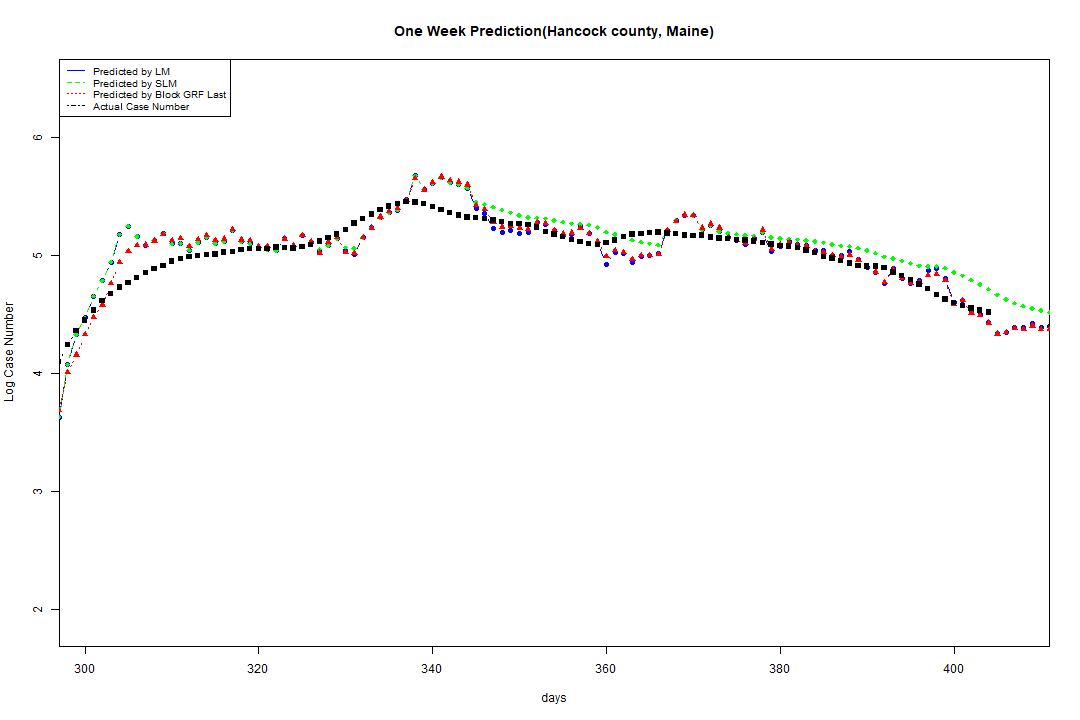 One Week Prediction(Hancock county, Maine)
Predicted by LM
Predicted by SLM
Predicted by Block GRF Last
Actual Case Number
6
5
4
3
2
Log Case Number
300 320 340 360 380 400
days